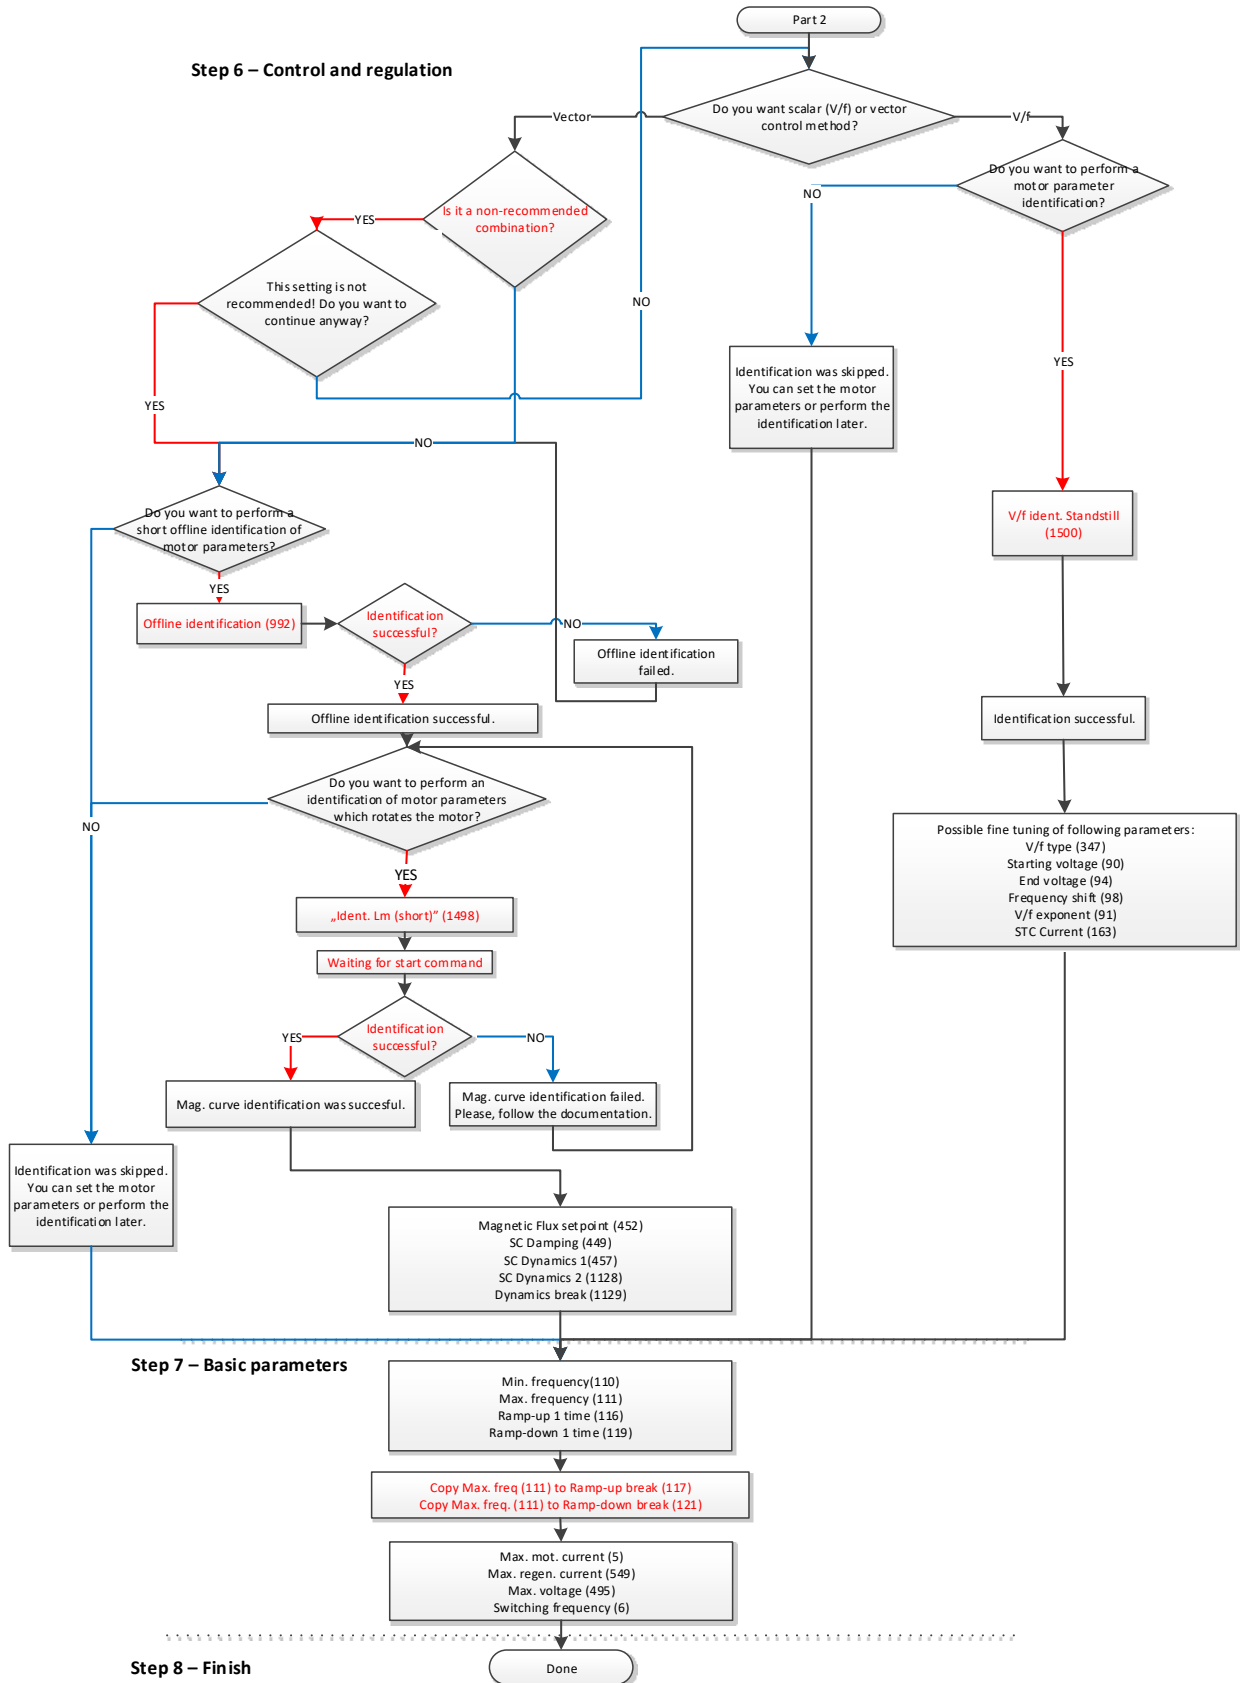 Part 2
Step 6 – Control and regulation
Do you want scalar (V/f) or vector
control method?
Vector
V/f
Do you want to perform a
motor parameter
identification?
NO
Is it a non-recommended
combination?
YES
This setting is not
recommended! Do you want to
continue anyway?
NO
YES
Identification was skipped.
You can set the motor
parameters or perform the
identification later.
YES
NO
Do you want to perform a
short offline identification of
motor parameters?
V/f ident. Standstill
(1500)
YES
Offline identification (992)
Identification
successful?
NO
Offline identification
failed.
YES
Offline identification successful.
Identification successful.
Do you want to perform an
identification of motor parameters
which rotates the motor?
NO
Possible fine tuning of following parameters:
V/f type (347)
Starting voltage (90)
End voltage (94)
Frequency shift (98)
V/f exponent (91)
STC Current (163)
YES
„Ident. Lm (short)” (1498)
Waiting for start command
Identification
successful?
YES
NO
Mag. curve identification was succesful.
Mag. curve identification failed.
Please, follow the documentation.
Identification was skipped.
You can set the motor
parameters or perform the
identification later.
Magnetic Flux setpoint (452)
SC Damping (449)
SC Dynamics 1(457)
SC Dynamics 2 (1128)
Dynamics break (1129)
Step 7 – Basic parameters
Min. frequency(110)
Max. frequency (111)
Ramp-up 1 time (116)
Ramp-down 1 time (119)
Copy Max. freq (111) to Ramp-up break (117)
Copy Max. freq. (111) to Ramp-down break (121)
Max. mot. current (5)
Max. regen. current (549)
Max. voltage (495)
Switching frequency (6)
Step 8 – Finish
Done